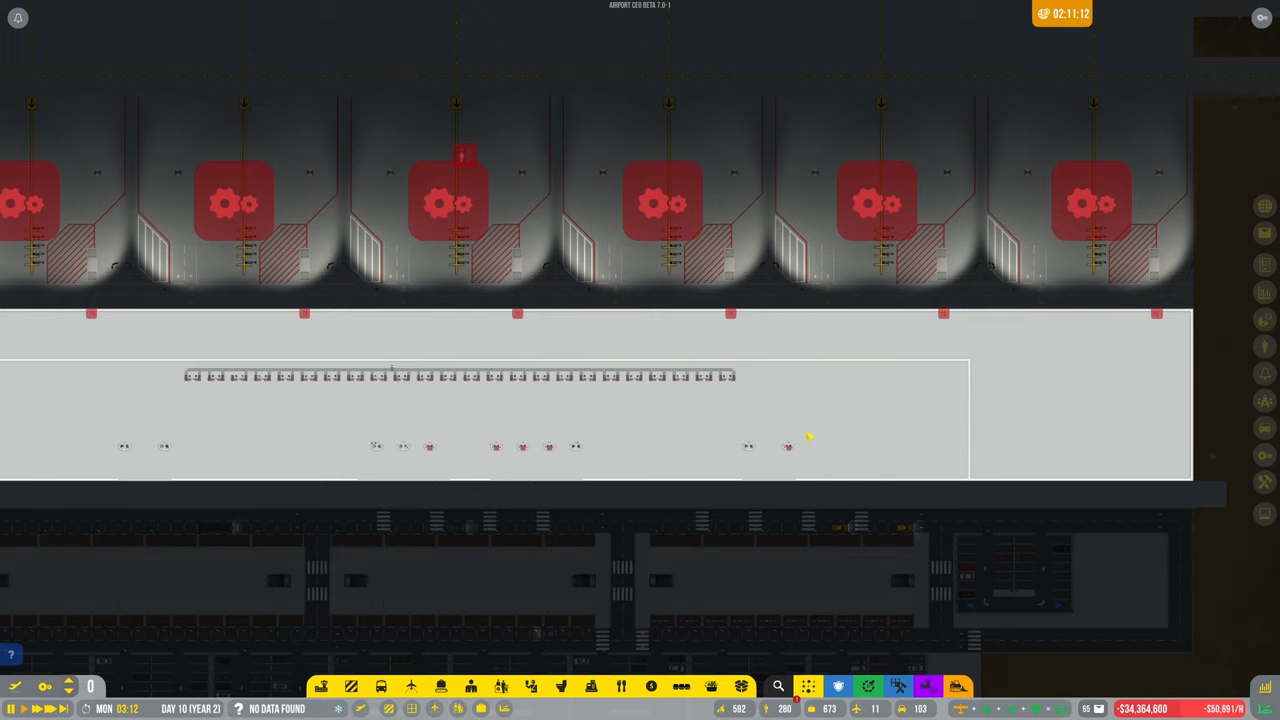 AIRPORT CEO BETA 7.0-1
02:11:12
?
0
MON 03:12
DAY 10 (YEAR 2)
? NO DATA FOUND
592
280
673
11
103
65
-$34,364,600
-$50,691/H